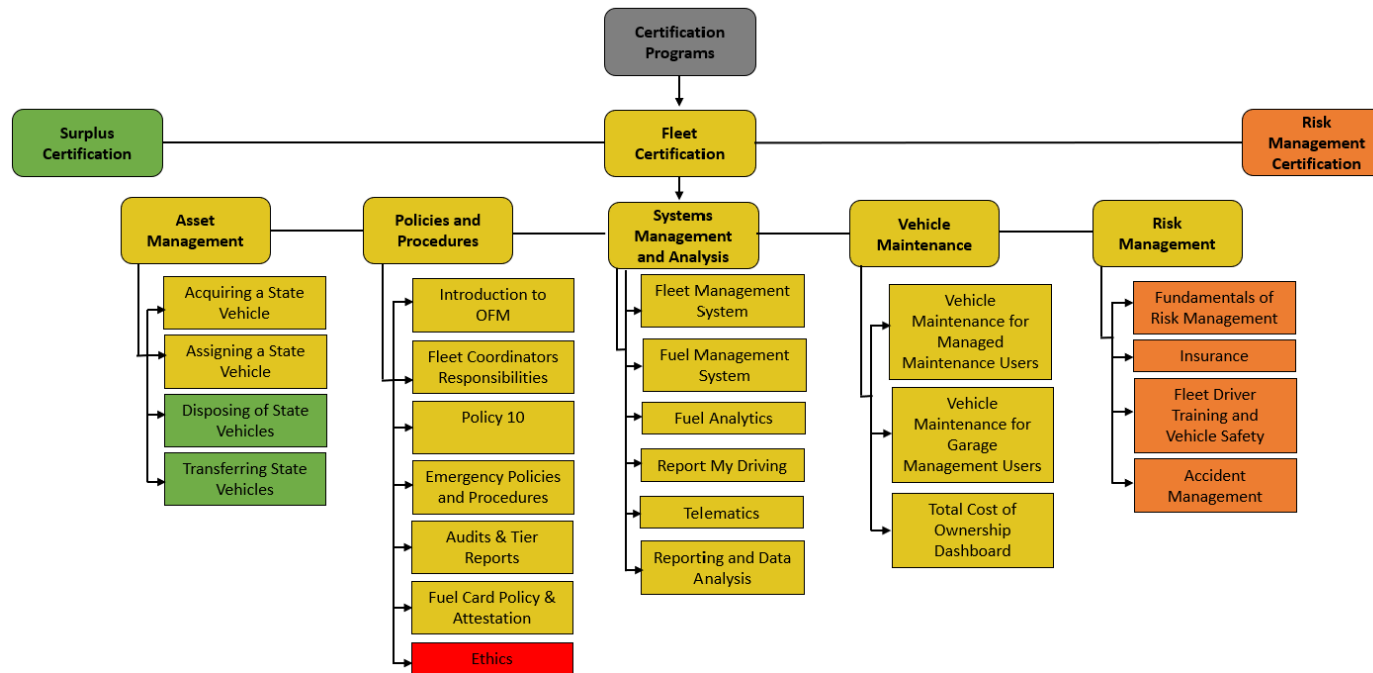 Certification
Programs
Surplus
Certification
Fleet
Certification
Risk
Management
Certification
Asset
Management
Policies and
Procedures
Systems
Management
and Analysis
Vehicle
Maintenance
Risk
Management
Acquiring a State
Vehicle
Assigning a State
Vehicle
Disposing of State
Vehicles
Transferring State
Vehicles
Introduction to
OFM
Fleet Coordinators
Responsibilities
Policy 10
Emergency Policies
and Procedures
Audits & Tier
Reports
Fuel Card Policy &
Attestation
Ethics
Fleet Management
System
Fuel Management
System
Fuel Analytics
Report My Driving
Telematics
Reporting and Data
Analysis
Vehicle
Maintenance for
Managed
Maintenance Users
Vehicle
Maintenance for
Garage
Management Users
Total Cost of
Ownership
Dashboard
Fundamentals of
Risk Management
Insurance
Fleet Driver
Training and
Vehicle Safety
Accident
Management